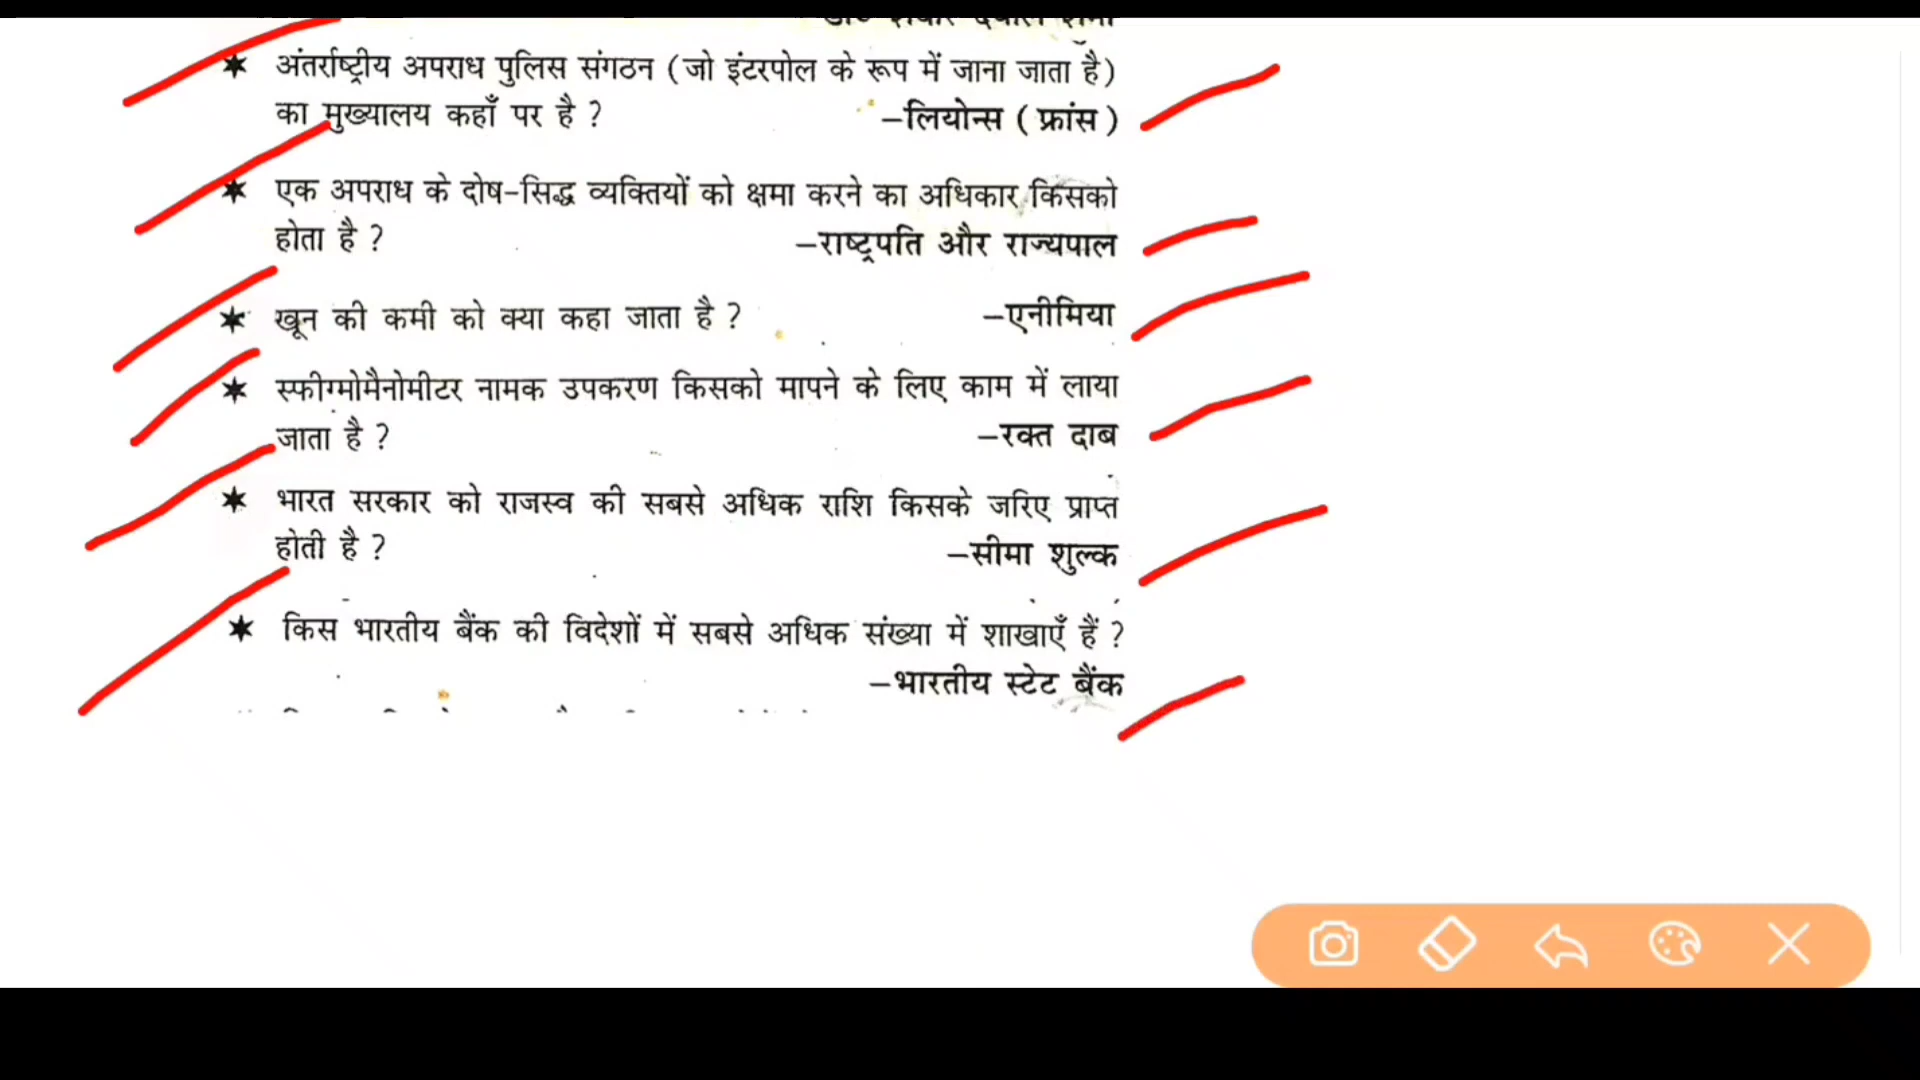 ★ अंतर्राष्ट्रीय अपराध पुलिस संगठन (जो इंटरपोल के रूप में जाना जाता है)
का मुख्यालय कहाँ पर है ? –लियोन्स ( फ्रांस )
★ एक अपराध के दोष-सिद्ध व्यक्तियों को क्षमा करने का अधिकार किसको
होता है ? –राष्ट्रपति और राज्यपाल
★ खून की कमी को क्या कहा जाता है ? –एनीमिया
★ स्फीग्मोमैनोमीटर नामक उपकरण किसको मापने के लिए काम में लाया
जाता है ? –रक्त दाब
★ भारत सरकार को राजस्व की सबसे अधिक राशि किसके जरिए प्राप्त
होती है ? –सीमा शुल्क
★ किस भारतीय बैंक की विदेशों में सबसे अधिक संख्या में शाखाएँ हैं ?
–भारतीय स्टेट बैंक